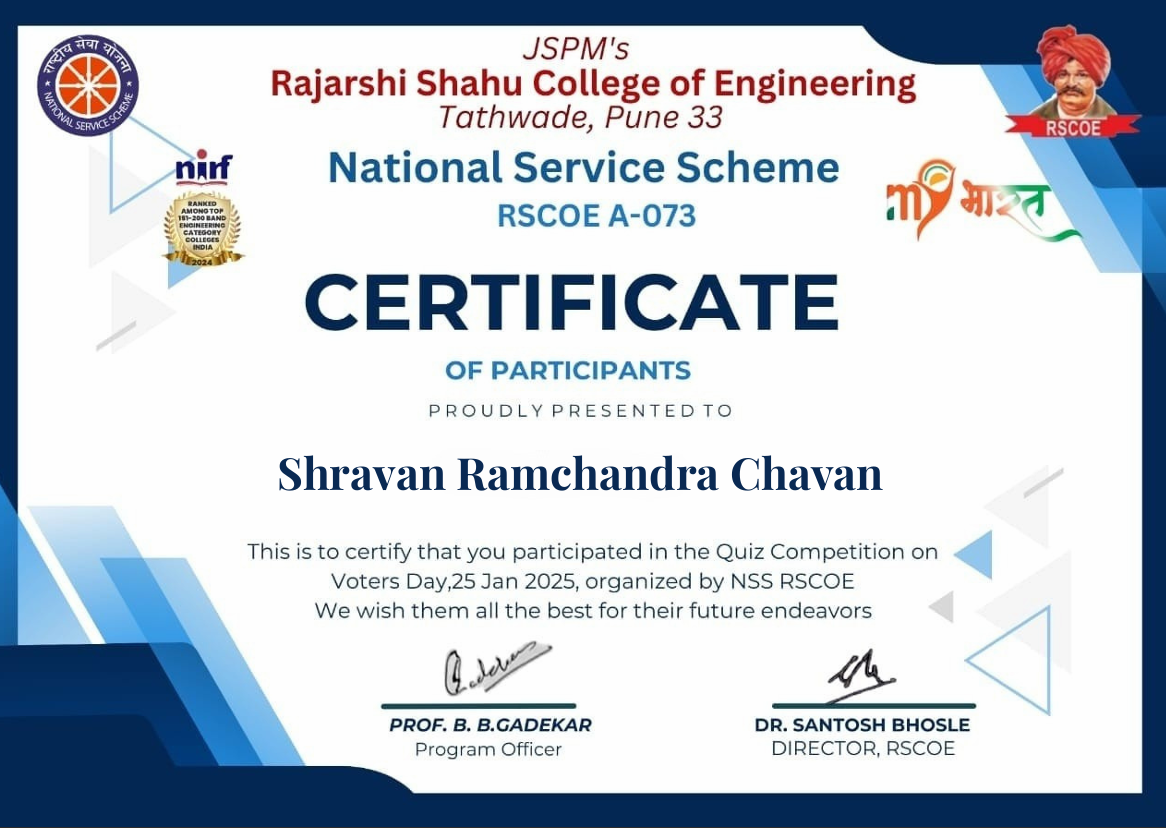 राष्ट्रीय सेवा योजना
NATIONAL SERVICE SCHEME
JSPM's
Rajarshi Shahu College of Engineering
Tathwade, Pune 33
RSCOE
nirf
RANKED
AMONG TOP
151-200 BAND
ENGINEERING
CATEGORY
COLLEGES
INDIA
2024
National Service Scheme
RSCOE A-073
my भारत
CERTIFICATE
OF PARTICIPANTS
PROUDLY PRESENTED TO
Shravan Ramchandra Chavan
This is to certify that you participated in the Quiz Competition on
Voters Day,25 Jan 2025, organized by NSS RSCOE
We wish them all the best for their future endeavors
PROF. B. B.GADEKAR
Program Officer
DR. SANTOSH BHOSLE
DIRECTOR, RSCOE